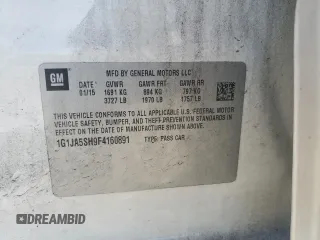 GM
MFD BY GENERAL MOTORS LLC
DATE GVWR GAWR FRT GAWR RR
01/15 1691 KG 894 KG 797 KG
3727 LB 1970 LB 1757 LB
THIS VEHICLE CONFORMS TO ALL APPLICABLE U.S. FEDERAL MOTOR
VEHICLE SAFETY, BUMPER, AND THEFT PREVENTION STANDARDS IN EFFECT ON
THE DATE OF MANUFACTURE SHOWN ABOVE.
1G1JA5SH9F4160891 TYPE: PASS CAR
DREAMBID